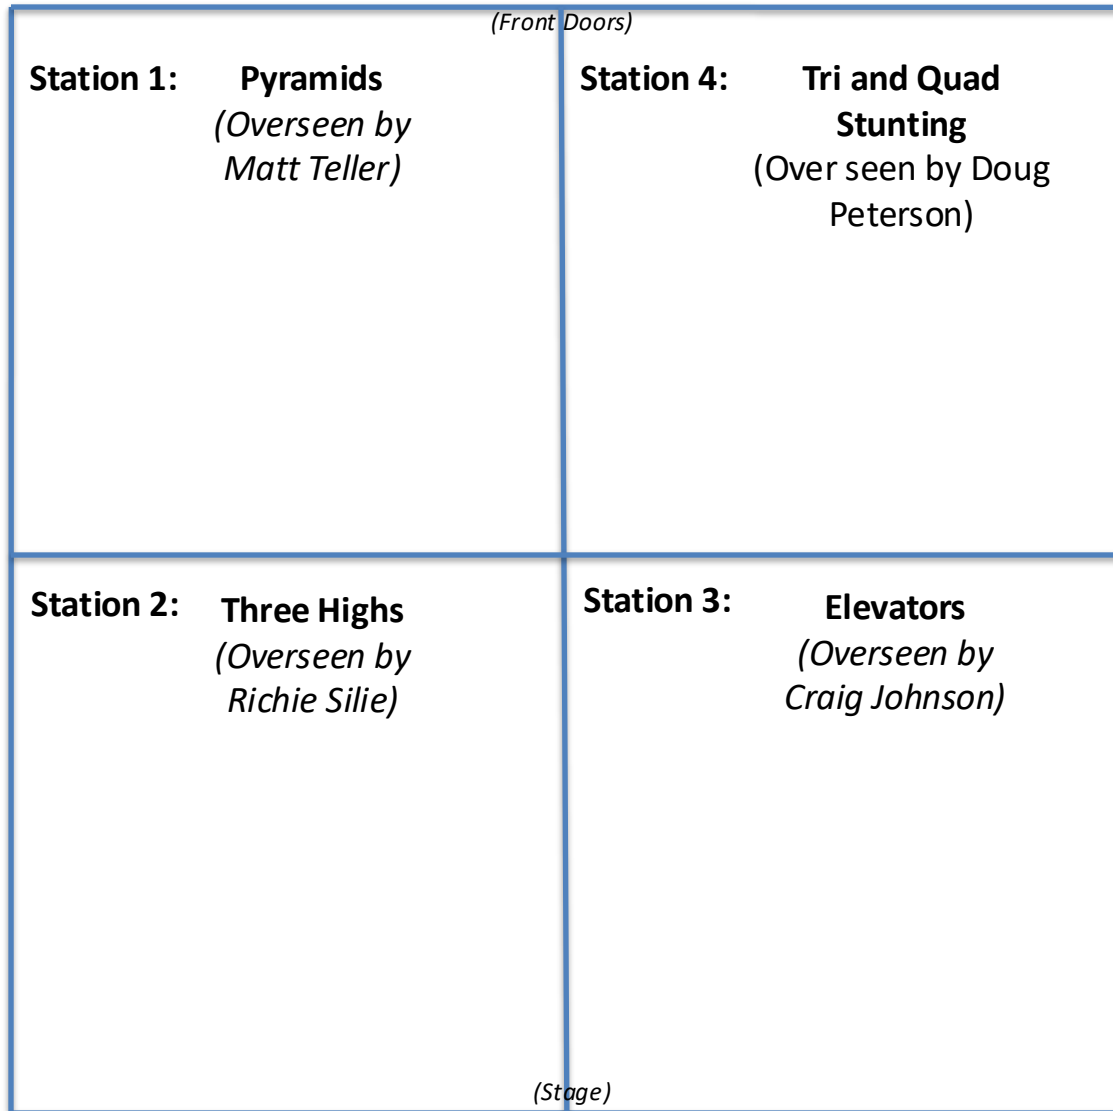 (Front Doors)
Station 1: Pyramids
(Overseen by
Matt Teller)
Station 4: Tri and Quad
Stunting
(Over seen by Doug
Peterson)
Station 2: Three Highs
(Overseen by
Richie Silie)
Station 3: Elevators
(Overseen by
Craig Johnson)
(Stage)